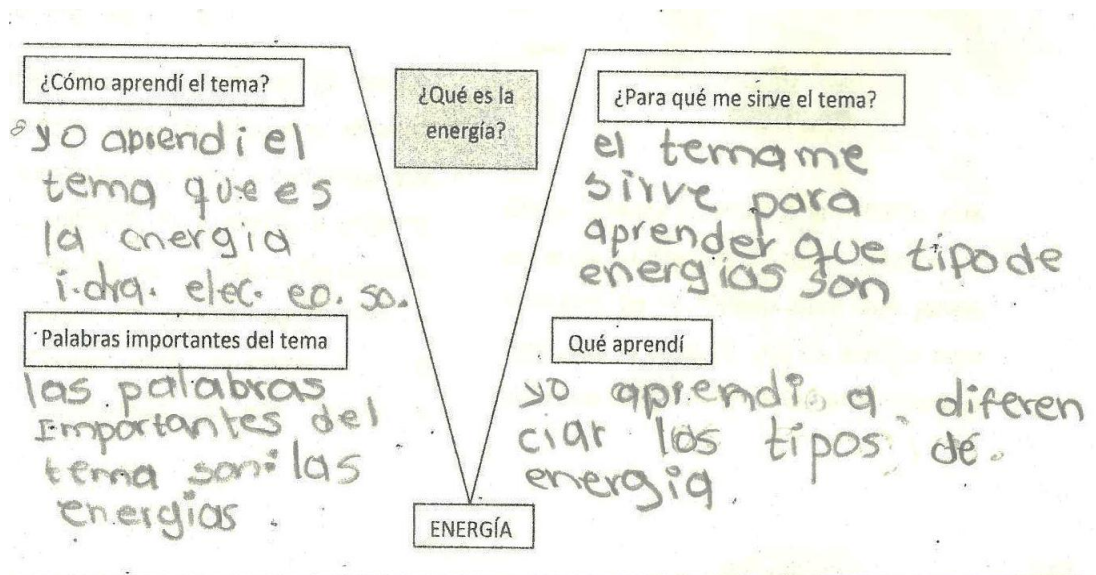 ¿Cómo aprendí el tema?
yo aprendi el
tema que es
la energia
i.dra. elec. eo. so.
Palabras importantes del tema
las palabras
importantes del
tema son: las
energias.
¿Qué es la
energía?
ENERGÍA
¿Para qué me sirve el tema?
el tema me
sirve para
aprender que tipo de
energias son
Qué aprendí
yo aprendi a diferen
ciar los tipos de
energia.